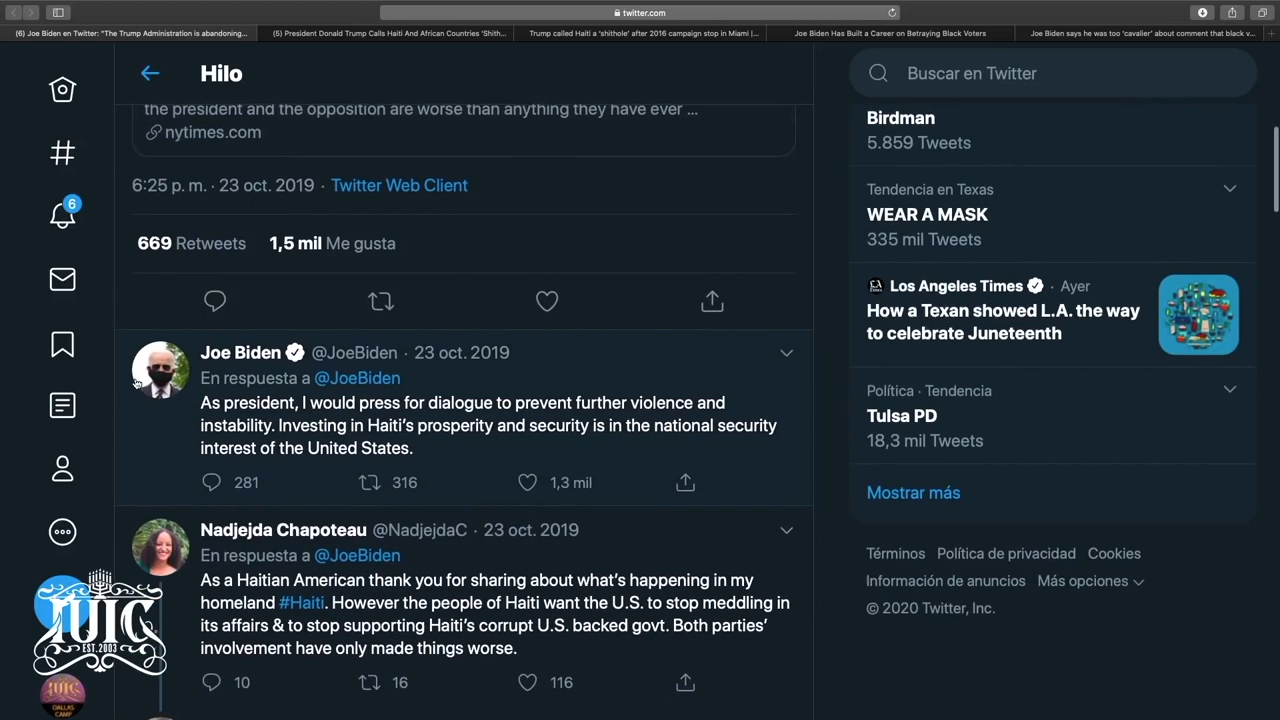 twitter.com
(6) Joe Biden en Twitter: "The Trump Administration is abandoning...
(5) President Donald Trump Calls Haiti And African Countries 'Shith...
Trump called Haiti a 'shithole' after 2016 campaign stop in Miami |...
Joe Biden Has Built a Career on Betraying Black Voters
Joe Biden says he was too 'cavalier' about comment that black v...
Hilo
the president and the opposition are worse than anything they have ever ...
nytimes.com
6:25 p. m. · 23 oct. 2019 · Twitter Web Client
669 Retweets 1,5 mil Me gusta
Joe Biden @JoeBiden · 23 oct. 2019
En respuesta a @JoeBiden
As president, I would press for dialogue to prevent further violence and
instability. Investing in Haiti's prosperity and security is in the national security
interest of the United States.
281 316 1,3 mil
Nadjejda Chapoteau @NadjejdaC · 23 oct. 2019
En respuesta a @JoeBiden
As a Haitian American thank you for sharing about what's happening in my
homeland #Haiti. However the people of Haiti want the U.S. to stop meddling in
its affairs & to stop supporting Haiti's corrupt U.S. backed govt. Both parties'
involvement have only made things worse.
10 16 116
6
IUIC
EST. 2003
IUIC
DALLAS
CAMP
Buscar en Twitter
Birdman
5.859 Tweets
Tendencia en Texas
WEAR A MASK
335 mil Tweets
Los Angeles Times · Ayer
How a Texan showed L.A. the way
to celebrate Juneteenth
Política · Tendencia
Tulsa PD
18,3 mil Tweets
Mostrar más
Términos Política de privacidad Cookies
Información de anuncios Más opciones
© 2020 Twitter, Inc.